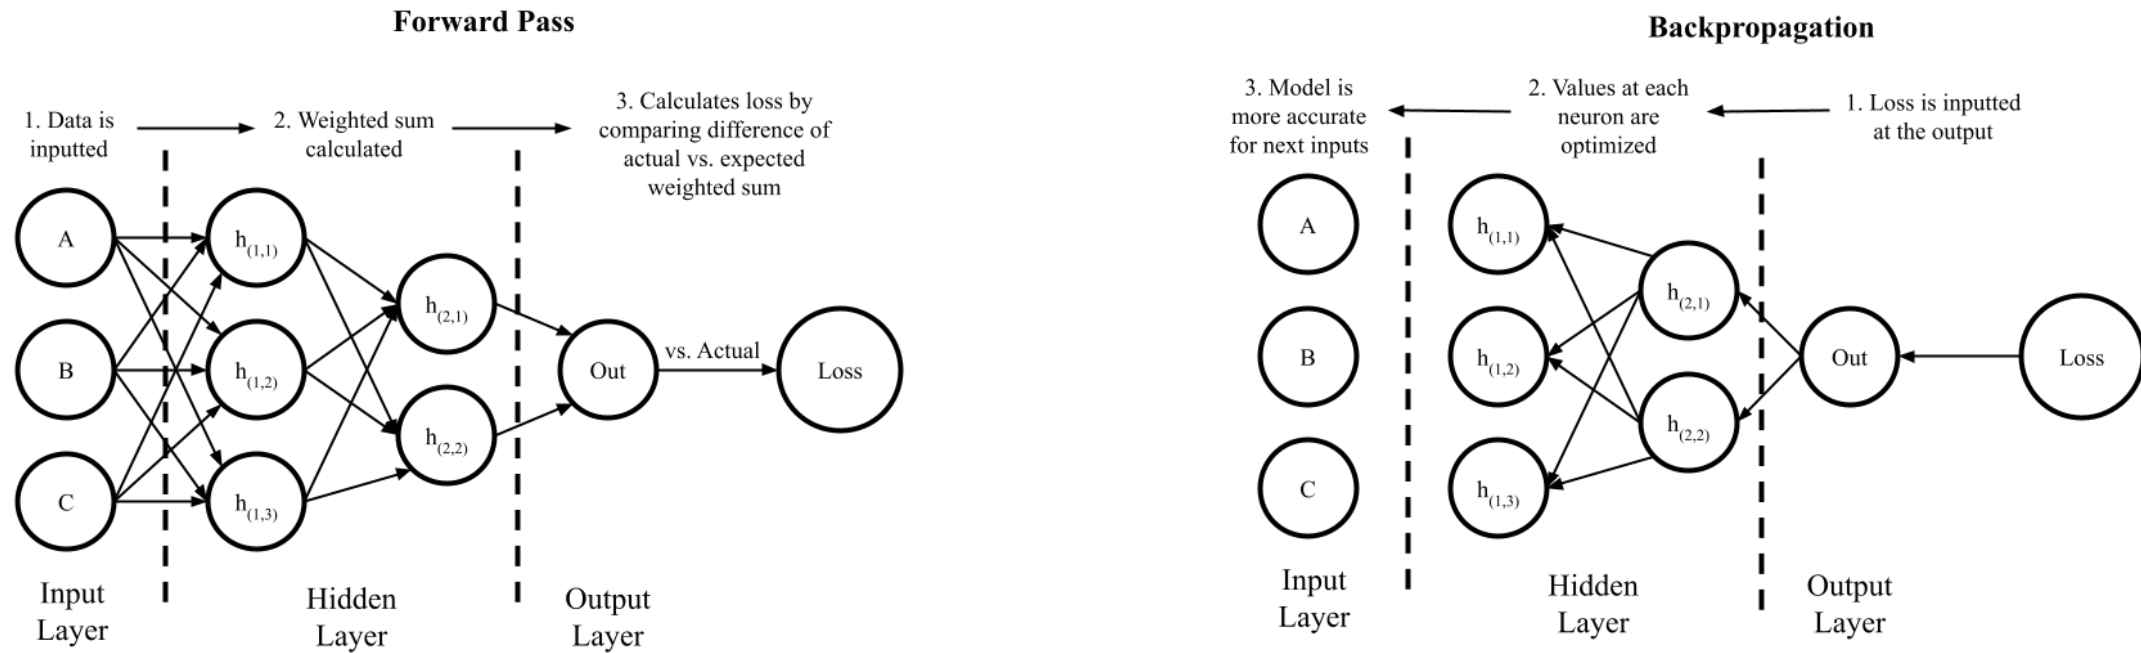 Forward Pass
1. Data is
inputted
2. Weighted sum
calculated
3. Calculates loss by
comparing difference of
actual vs. expected
weighted sum
A
B
C
h(1,1)
h(1,2)
h(1,3)
h(2,1)
h(2,2)
Out
vs. Actual
Loss
Input
Layer
Hidden
Layer
Output
Layer
Backpropagation
3. Model is
more accurate
for next inputs
2. Values at each
neuron are
optimized
1. Loss is inputted
at the output
A
B
C
h(1,1)
h(1,2)
h(1,3)
h(2,1)
h(2,2)
Out
Loss
Input
Layer
Hidden
Layer
Output
Layer